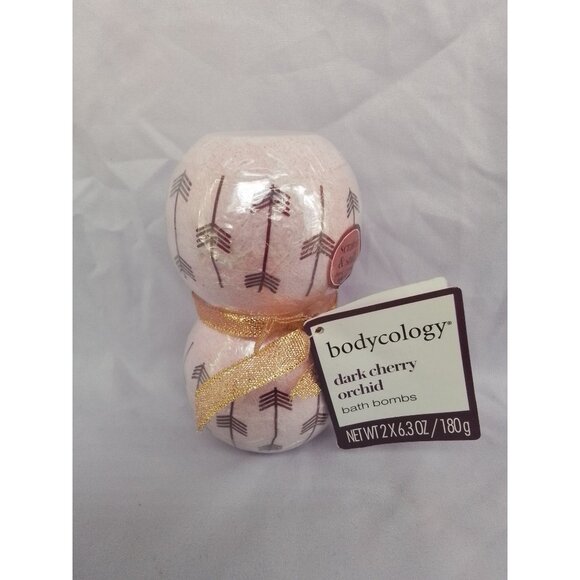 bodycology®
dark cherry
orchid
bath bombs
NET WT 2 X 6.3 OZ / 180 g